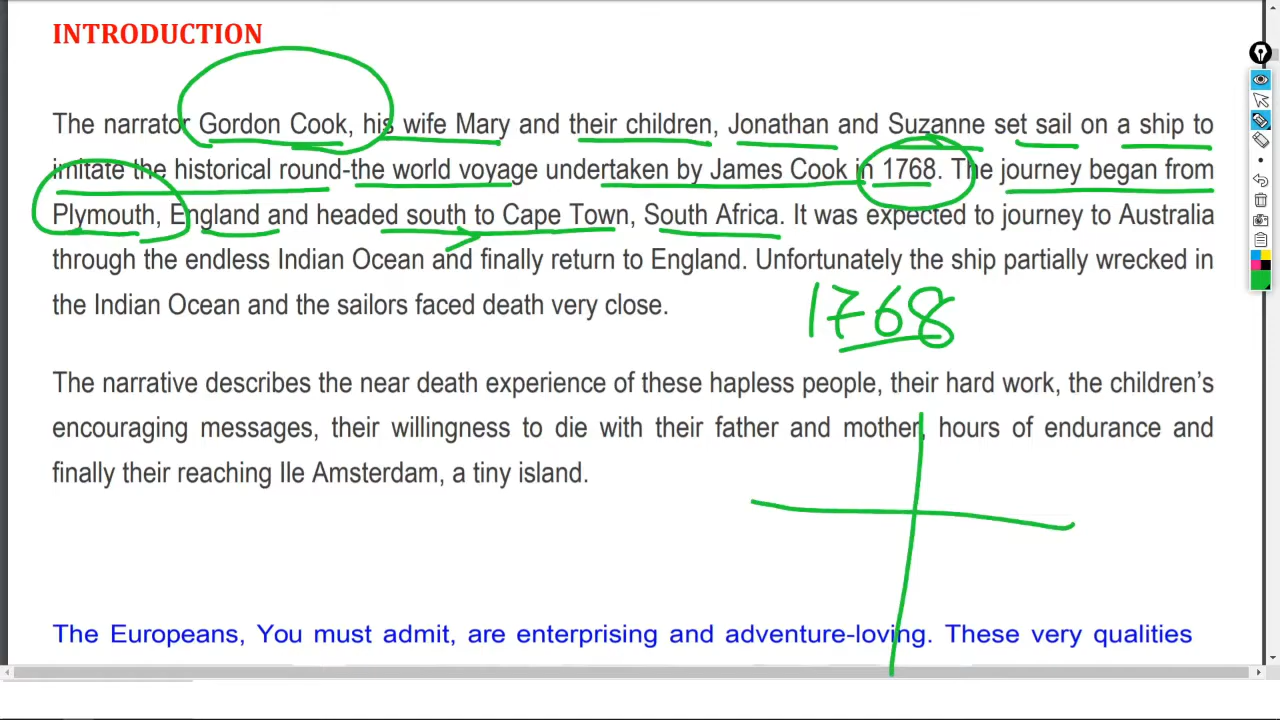 INTRODUCTION
The narrator Gordon Cook, his wife Mary and their children, Jonathan and Suzanne set sail on a ship to
imitate the historical round-the world voyage undertaken by James Cook in 1768. The journey began from
Plymouth, England and headed south to Cape Town, South Africa. It was expected to journey to Australia
through the endless Indian Ocean and finally return to England. Unfortunately the ship partially wrecked in
the Indian Ocean and the sailors faced death very close.
1768
The narrative describes the near death experience of these hapless people, their hard work, the children's
encouraging messages, their willingness to die with their father and mother, hours of endurance and
finally their reaching Ile Amsterdam, a tiny island.
The Europeans, You must admit, are enterprising and adventure-loving. These very qualities